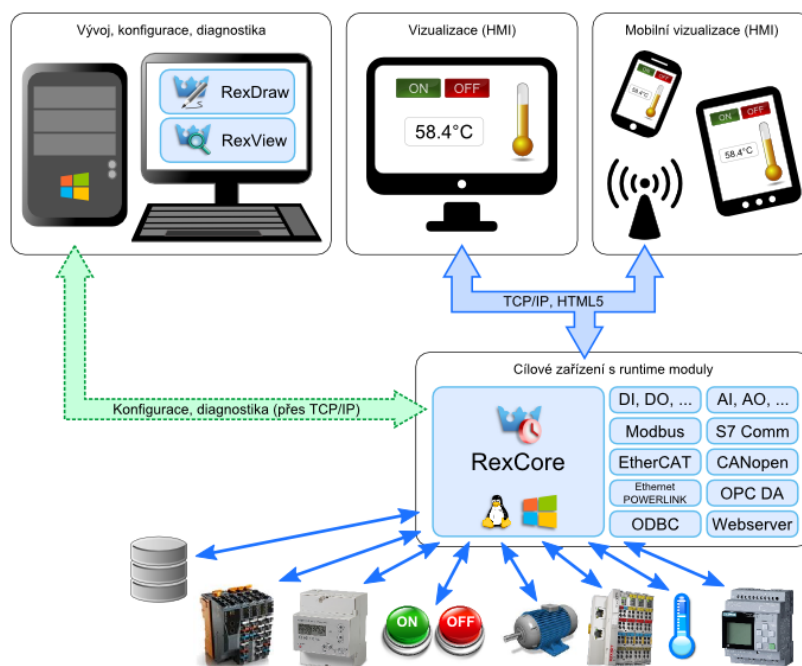 Vývoj, konfigurace, diagnostika
RexDraw
RexView
Vizualizace (HMI)
ON OFF
58.4°C
Mobilní vizualizace (HMI)
ON OFF
58.4°C
ON OFF
58.4°C
TCP/IP, HTML5
Konfigurace, diagnostika (přes TCP/IP)
Cílové zařízení s runtime moduly
RexCore
DI, DO, ...
AI, AO, ...
Modbus
S7 Comm
EtherCAT
CANopen
Ethernet
POWERLINK
OPC DA
ODBC
Webserver
ON
OFF